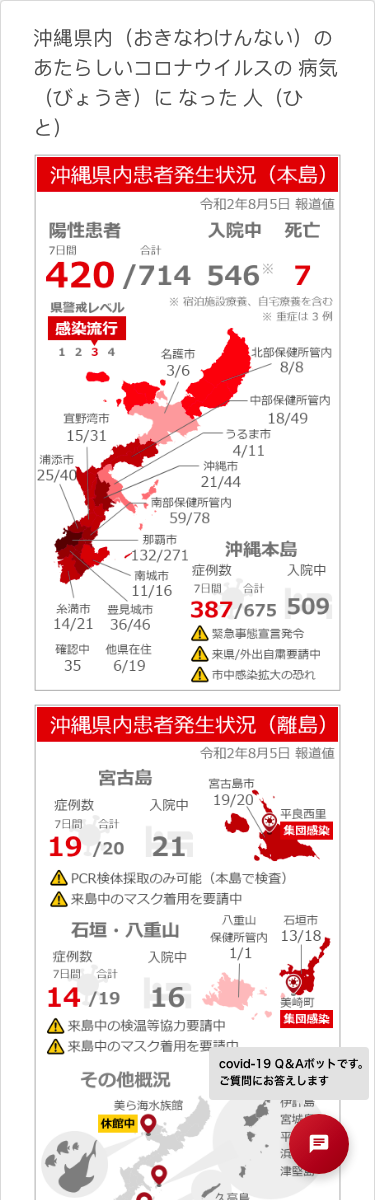 沖縄県内（おきなわけんない）の
あたらしいコロナウイルスの 病気
（びょうき）に なった 人（ひ
と）
沖縄県内患者発生状況（本島）
令和2年8月5日 報道値
陽性患者 入院中 死亡
7日間 合計
420 /714 546※ 7
※ 宿泊施設療養、自宅療養を含む
※ 重症は 3 例
県警戒レベル
感染流行
1 2 3 4
名護市
3/6
北部保健所管内
8/8
中部保健所管内
18/49
宜野湾市
15/31
うるま市
4/11
浦添市
25/40
沖縄市
21/44
南部保健所管内
59/78
那覇市
132/271
南城市
11/16
糸満市
14/21
豊見城市
36/46
確認中
35
他県在住
6/19
沖縄本島
症例数 入院中
7日間 合計
387/675 509
緊急事態宣言発令
来県/外出自粛要請中
市中感染拡大の恐れ
沖縄県内患者発生状況（離島）
令和2年8月5日 報道値
宮古島
症例数 入院中
7日間 合計
19 /20 21
宮古島市
19/20
平良西里
集団感染
PCR検体採取のみ可能（本島で検査）
来島中のマスク着用を要請中
石垣・八重山
症例数 入院中
7日間 合計
14 /19 16
八重山
保健所管内
1/1
石垣市
13/18
美崎町
集団感染
来島中の検温等協力要請中
来島中のマスク着用を要請中
その他概況
美ら海水族館
休館中
covid-19 Q&Aボットです。
ご質問にお答えします
伊計島
宮城
平
浜
津堅島
久高島